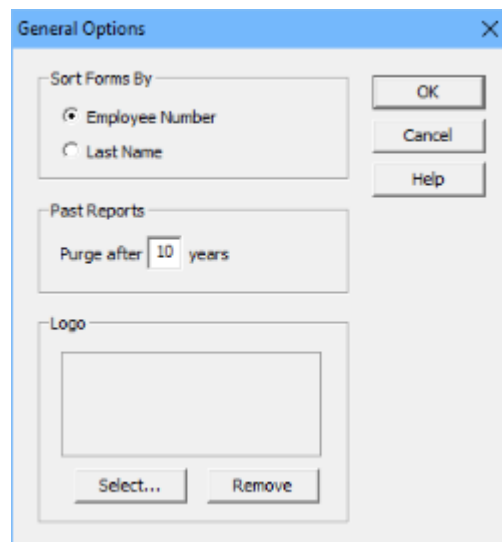 General Options
Sort Forms By
Employee Number
Last Name
OK
Cancel
Help
Past Reports
Purge after 10 years
Logo
Select...
Remove